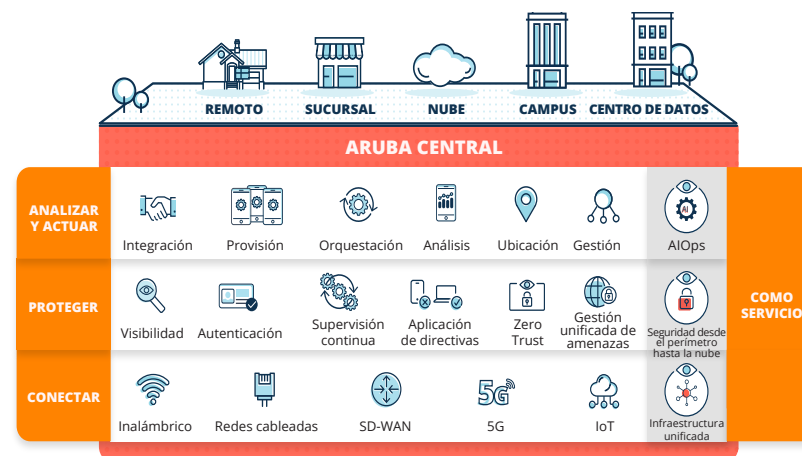 REMOTO
SUCURSAL
NUBE
CAMPUS
CENTRO DE DATOS
ARUBA CENTRAL
ANALIZAR
Y ACTUAR
Integración
Provisión
Orquestación
Análisis
Ubicación
Gestión
AI
AIOps
PROTEGER
Visibilidad
Autenticación
Supervisión
continua
Aplicación
de directivas
Zero
Trust
Gestión
unificada de
amenazas
Seguridad desde
el perímetro
hasta la nube
COMO
SERVICIO
CONECTAR
Inalámbrico
Redes cableadas
SD-WAN
5G
5G
IoT
Infraestructura
unificada